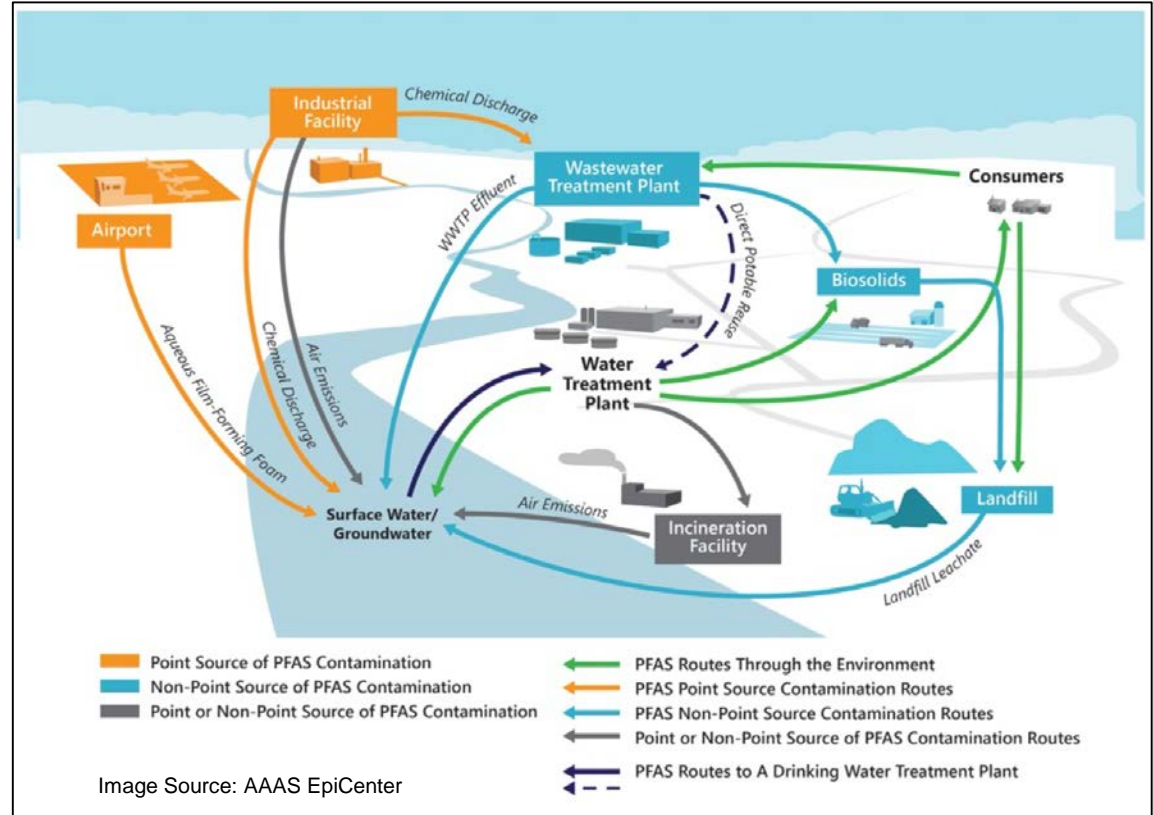 Industrial
Facility
Chemical Discharge
Wastewater
Treatment Plant
Consumers
Airport
WWTP Effluent
Direct Potable Reuse
Biosolids
Aqueous Film-Forming Foam
Chemical Discharge
Air Emissions
Water
Treatment
Plant
Surface Water/
Groundwater
Air Emissions
Incineration
Facility
Landfill
Landfill Leachate
Point Source of PFAS Contamination
Non-Point Source of PFAS Contamination
Point or Non-Point Source of PFAS Contamination
PFAS Routes Through the Environment
PFAS Point Source Contamination Routes
PFAS Non-Point Source Contamination Routes
Point or Non-Point Source of PFAS Contamination Routes
PFAS Routes to A Drinking Water Treatment Plant
Image Source: AAAS EpiCenter